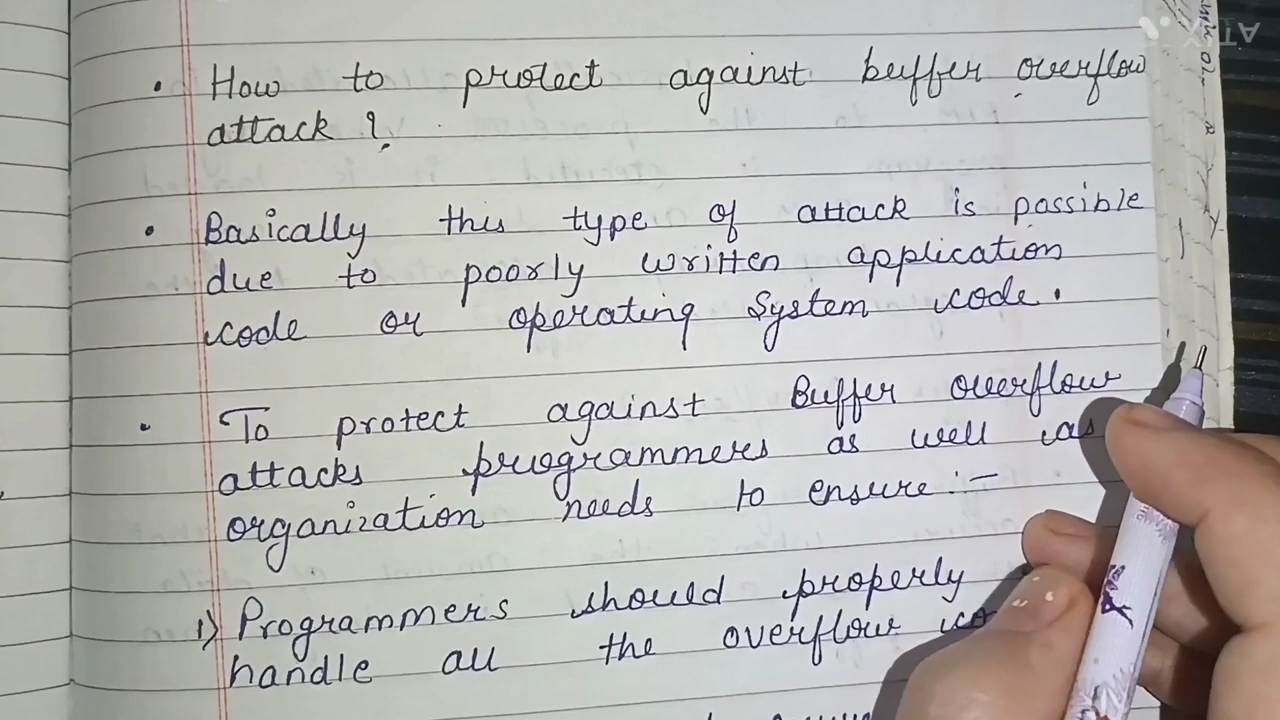 • How to protect against buffer overflow
attack ?
• Basically this type of attack is possible
due to poorly written application
code or operating System code.
• To protect against Buffer overflow
attacks programmers as well as
organization needs to ensure :-
1) Programmers should properly
handle all the overflow